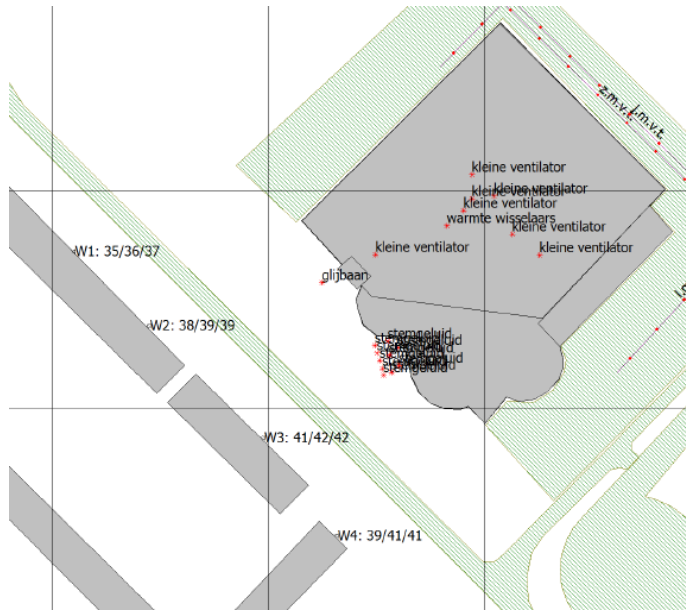 z.m.v.t.
l.m.v.t.
kleine ventilator
kleine ventilator
kleine ventilator
kleine ventilator
warmte wisselaars
kleine ventilator
kleine ventilator
kleine ventilator
glijbaan
W1: 35/36/37
W2: 38/39/39
stemgeluid
stemgeluid
W3: 41/42/42
W4: 39/41/41